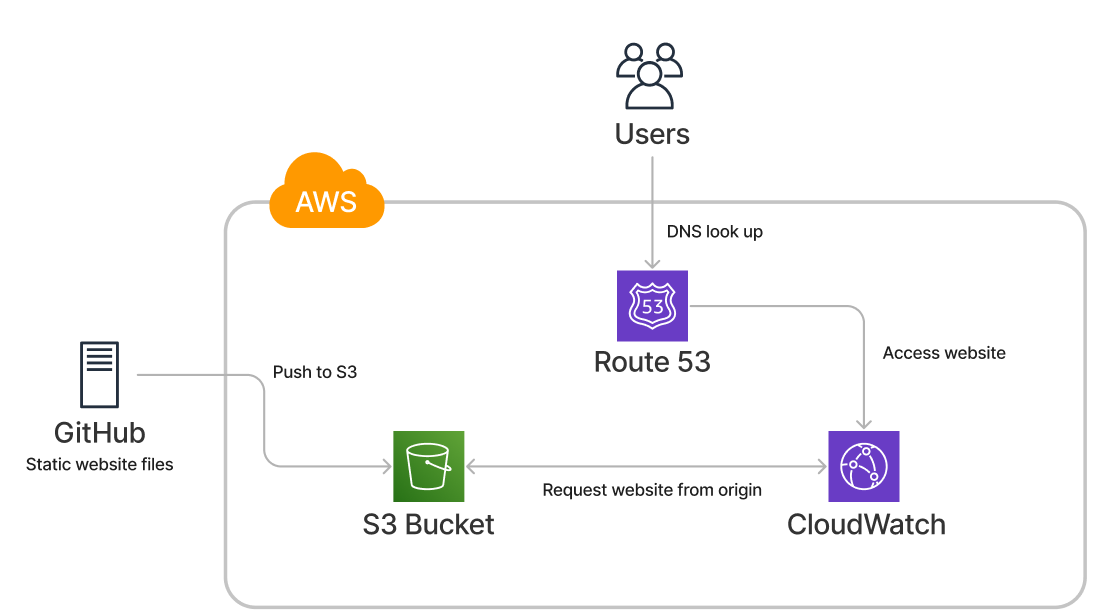 Users
AWS
DNS look up
53
Route 53
Access website
Push to S3
GitHub
Static website files
Request website from origin
S3 Bucket
CloudWatch